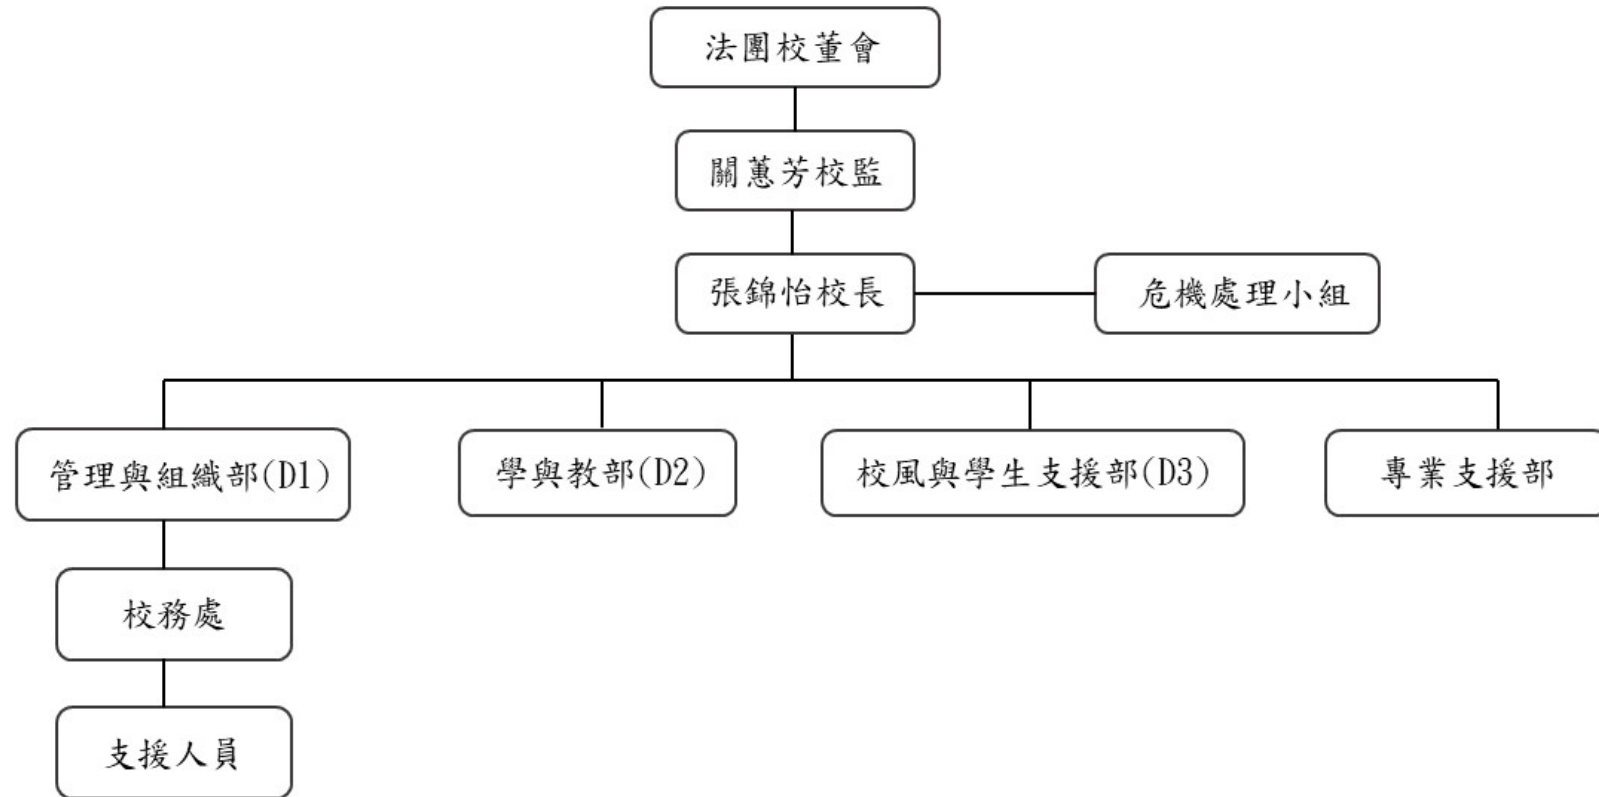 法團校董會
關蕙芳校監
張錦怡校長
危機處理小組
管理與組織部(D1)
學與教部(D2)
校風與學生支援部(D3)
專業支援部
校務處
支援人員